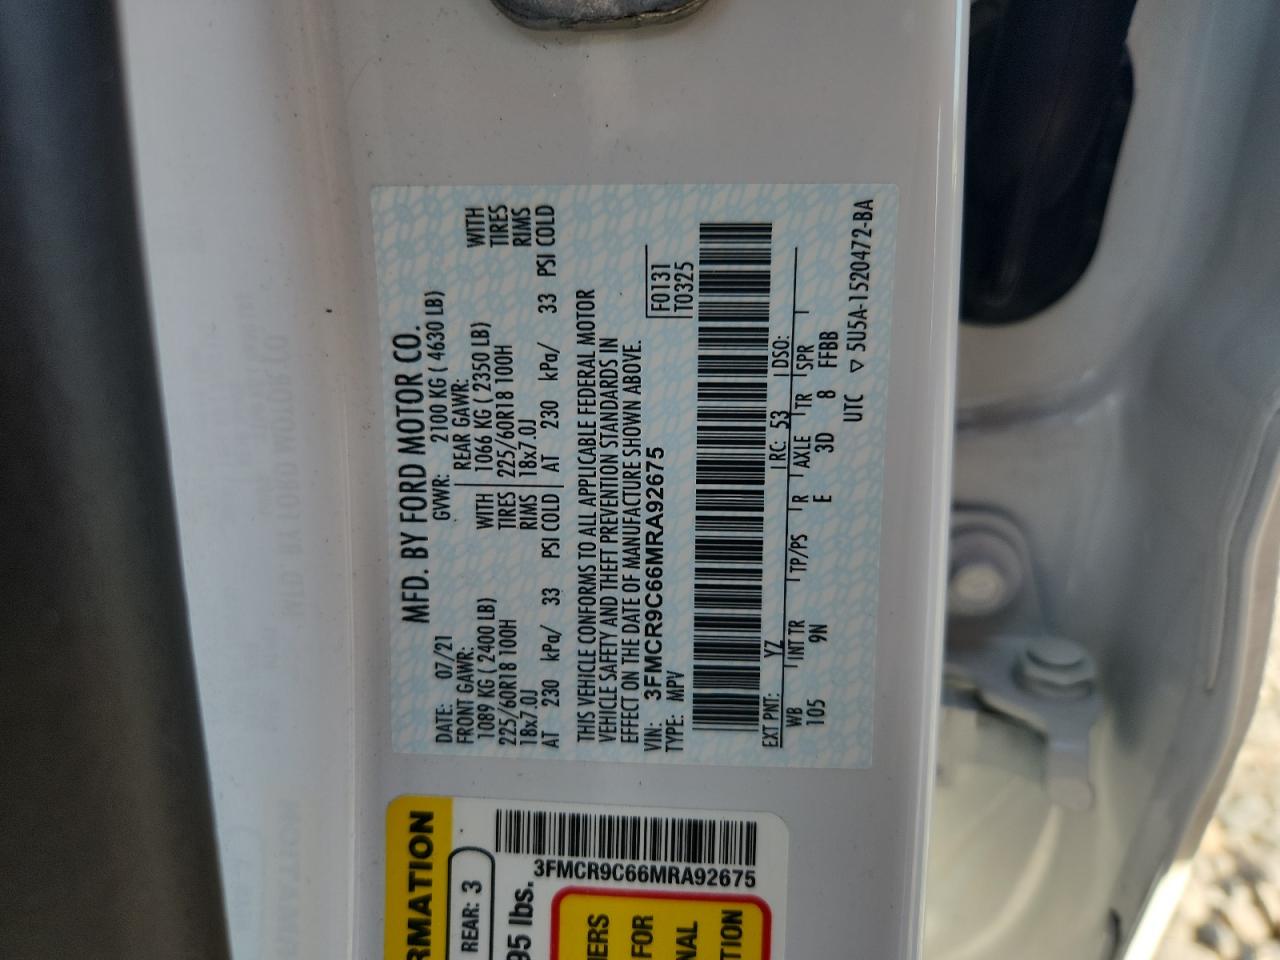 MFD. BY FORD MOTOR CO.
DATE: 07/21 GVWR: 2100 KG ( 4630 LB)
FRONT GAWR: REAR GAWR:
1089 KG ( 2400 LB) WITH 1066 KG ( 2350 LB) WITH
225/60R18 100H TIRES 225/60R18 100H TIRES
18x7.0J RIMS 18x7.0J RIMS
AT 230 kPa/ 33 PSI COLD AT 230 kPa/ 33 PSI COLD
THIS VEHICLE CONFORMS TO ALL APPLICABLE FEDERAL MOTOR
VEHICLE SAFETY AND THEFT PREVENTION STANDARDS IN
EFFECT ON THE DATE OF MANUFACTURE SHOWN ABOVE.
VIN: 3FMCR9C66MRA92675 F0131
TYPE: MPV T0325
EXT PNT: YZ RC: 53 DSO:
WB INT TR TP/PS R AXLE TR SPR
105 9N E 3D 8 FFBB
UTC ▽ 5U5A-1520472-BA
RMATION
REAR: 3
3FMCR9C66MRA92675
95 lbs.
NERS
FOR
NAL
TION